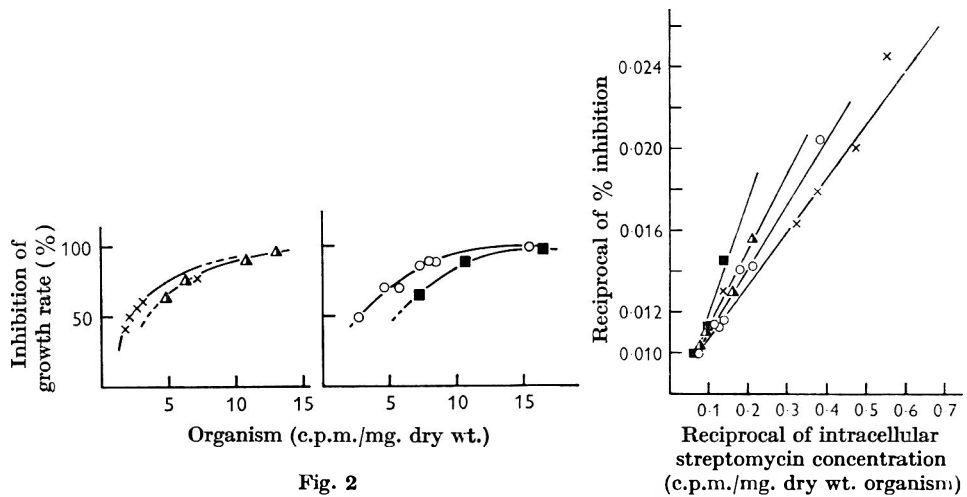 Inhibition of
growth rate (%)
100
50
5
10
15
5
10
15
Organism (c.p.m./mg. dry wt.)
Fig. 2
Reciprocal of % inhibition
0·024
0·020
0·016
0·012
0·010
0·1
0·2
0·3
0·4
0·5
0·6
0·7
Reciprocal of intracellular
streptomycin concentration
(c.p.m./mg. dry wt. organism)